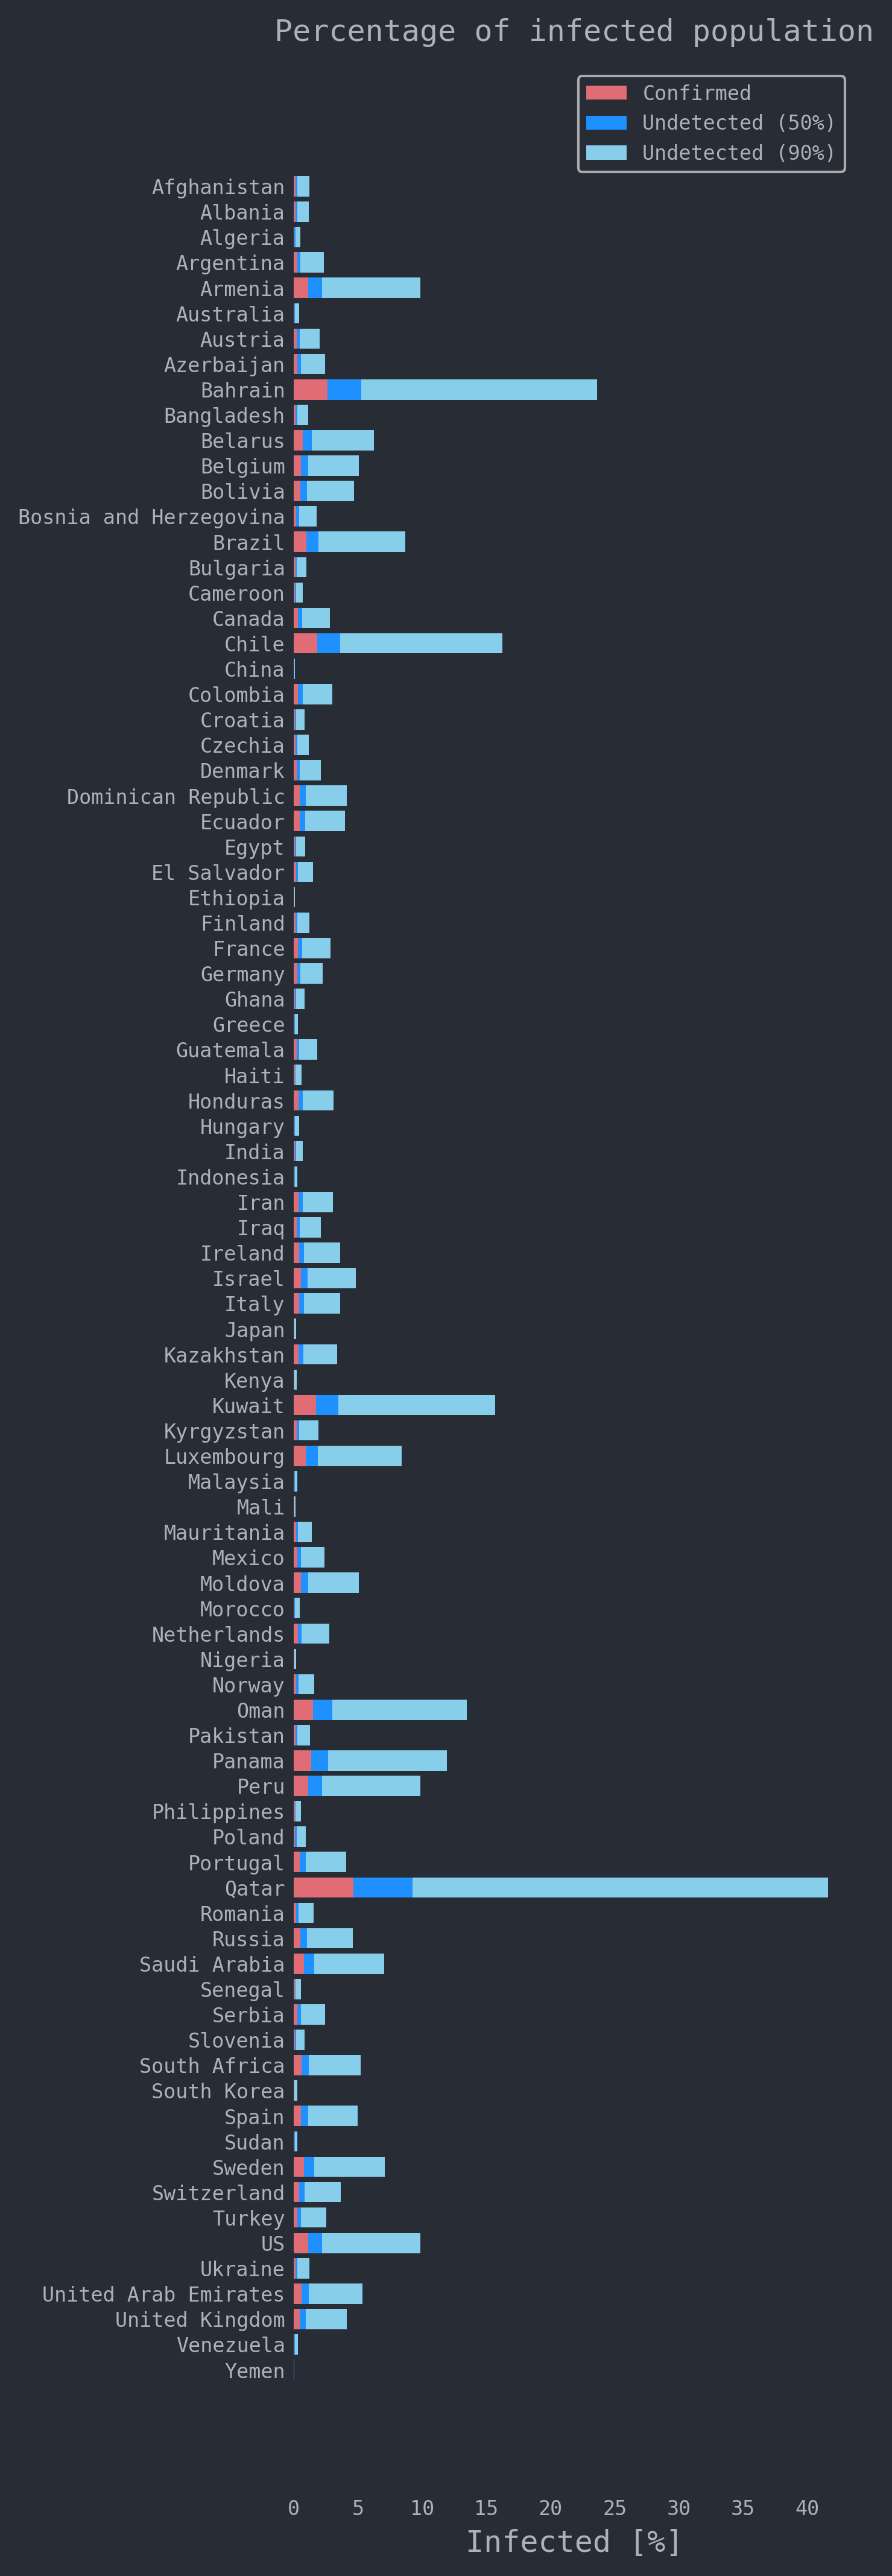 Percentage of infected population
Confirmed
Undetected (50%)
Undetected (90%)
Afghanistan
Albania
Algeria
Argentina
Armenia
Australia
Austria
Azerbaijan
Bahrain
Bangladesh
Belarus
Belgium
Bolivia
Bosnia and Herzegovina
Brazil
Bulgaria
Cameroon
Canada
Chile
China
Colombia
Croatia
Czechia
Denmark
Dominican Republic
Ecuador
Egypt
El Salvador
Ethiopia
Finland
France
Germany
Ghana
Greece
Guatemala
Haiti
Honduras
Hungary
India
Indonesia
Iran
Iraq
Ireland
Israel
Italy
Japan
Kazakhstan
Kenya
Kuwait
Kyrgyzstan
Luxembourg
Malaysia
Mali
Mauritania
Mexico
Moldova
Morocco
Netherlands
Nigeria
Norway
Oman
Pakistan
Panama
Peru
Philippines
Poland
Portugal
Qatar
Romania
Russia
Saudi Arabia
Senegal
Serbia
Slovenia
South Africa
South Korea
Spain
Sudan
Sweden
Switzerland
Turkey
US
Ukraine
United Arab Emirates
United Kingdom
Venezuela
Yemen
0 5 10 15 20 25 30 35 40
Infected [%]